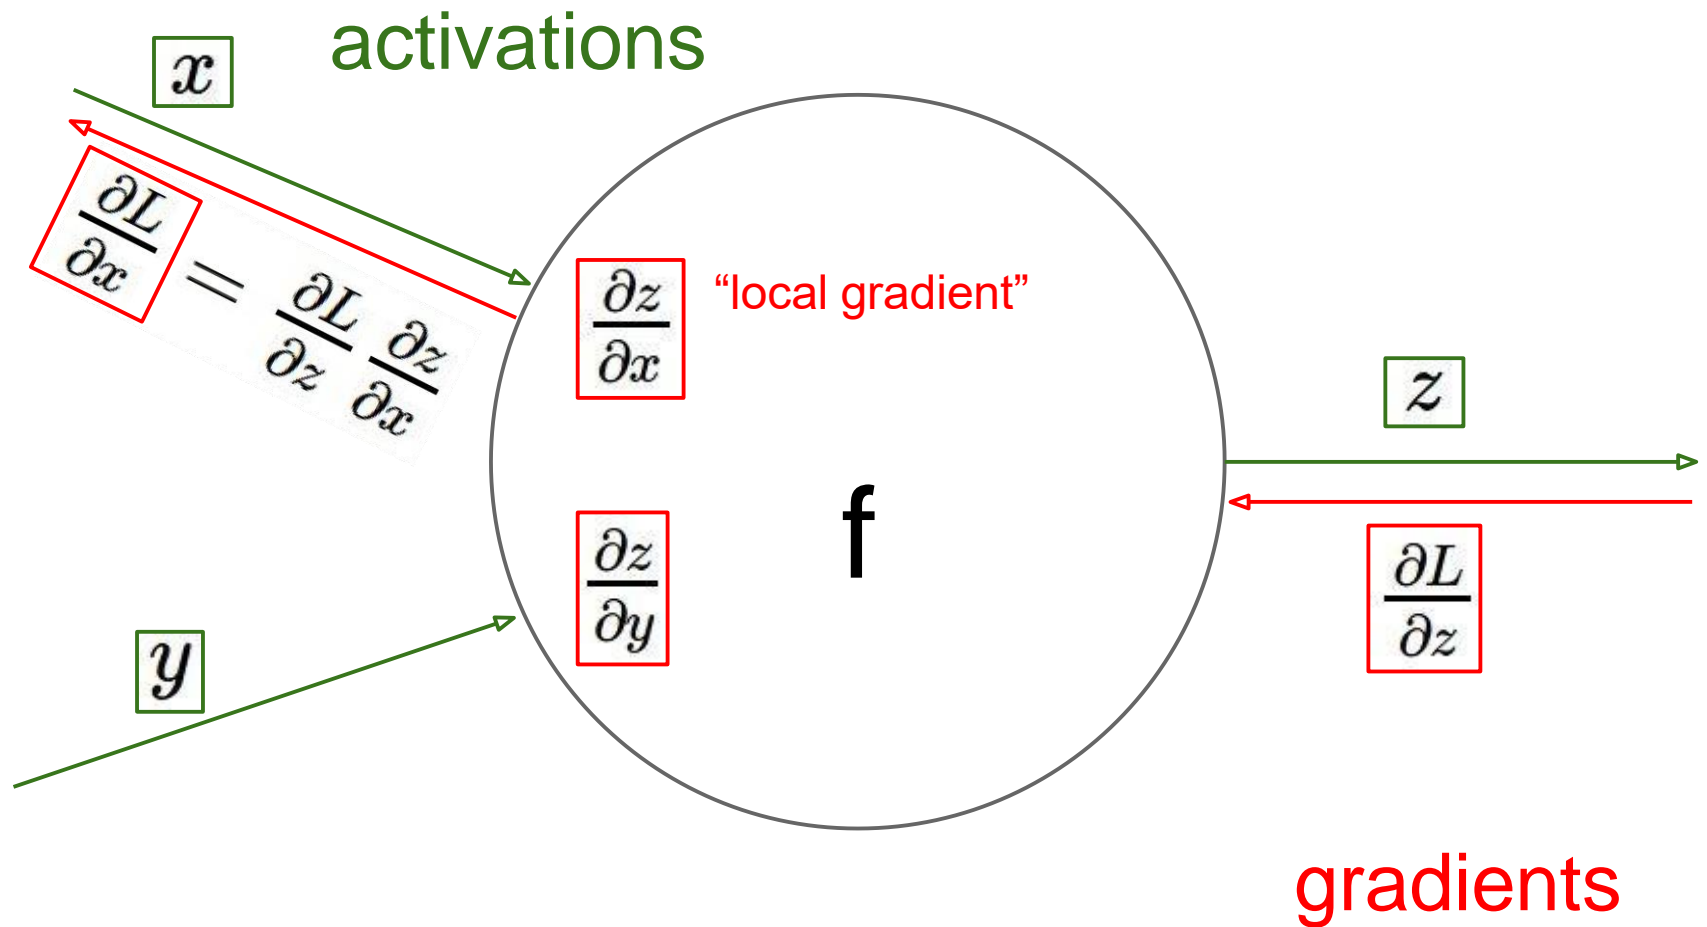 activations
x
∂L/∂x = ∂L/∂z ∂z/∂x
∂z/∂x
“local gradient”
z
f
∂z/∂y
∂L/∂z
y
gradients